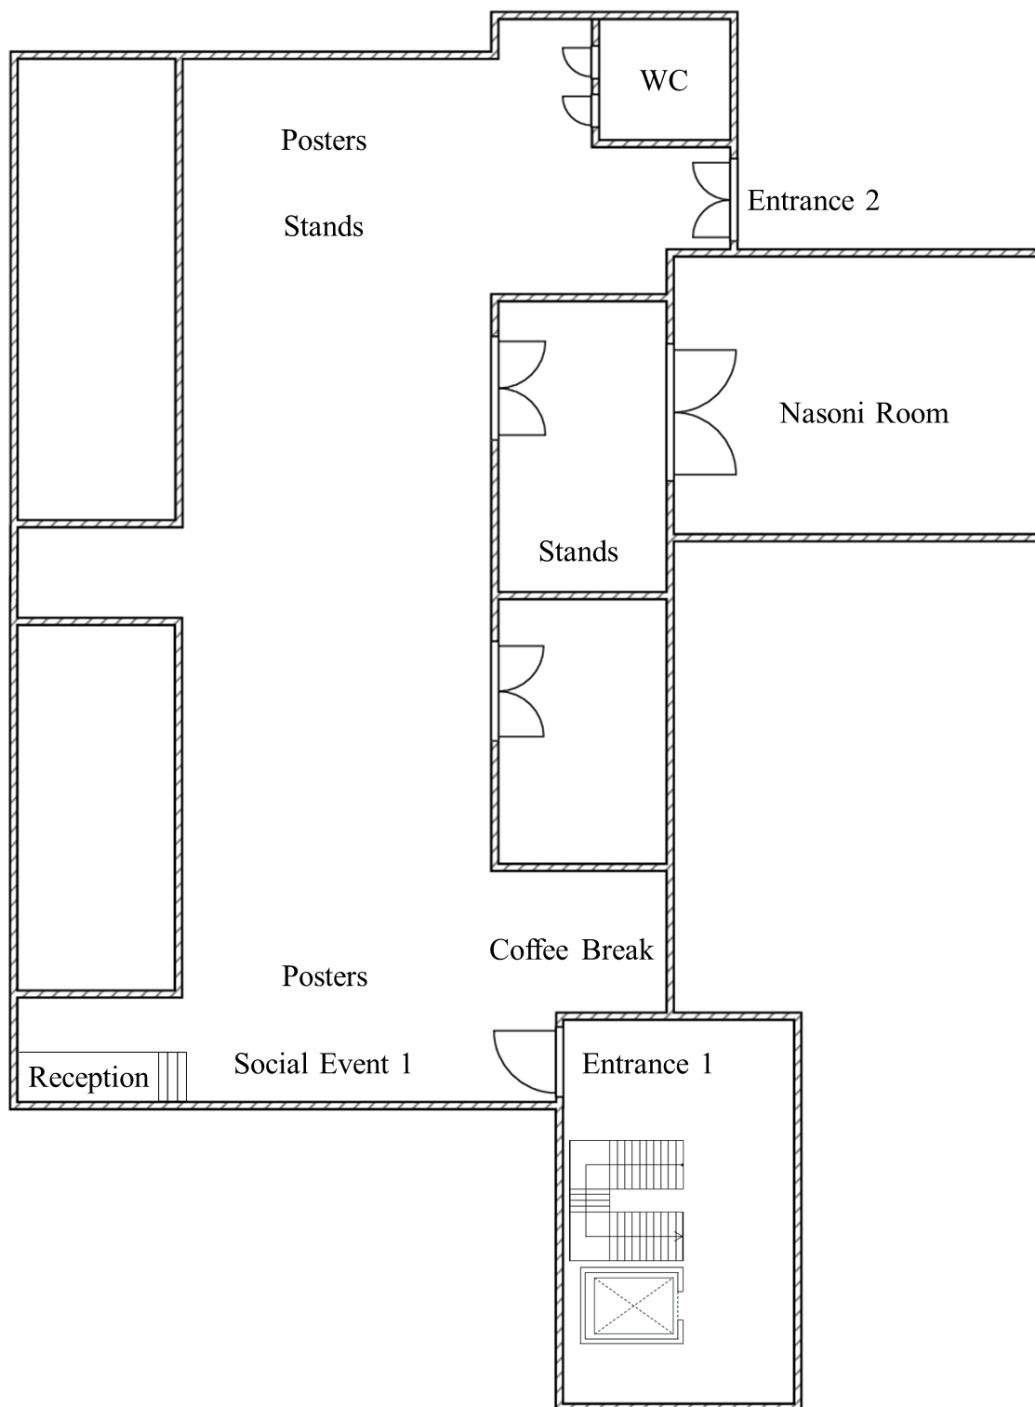 WC
Posters
Entrance 2
Stands
Nasoni Room
Stands
Coffee Break
Posters
Social Event 1
Entrance 1
Reception